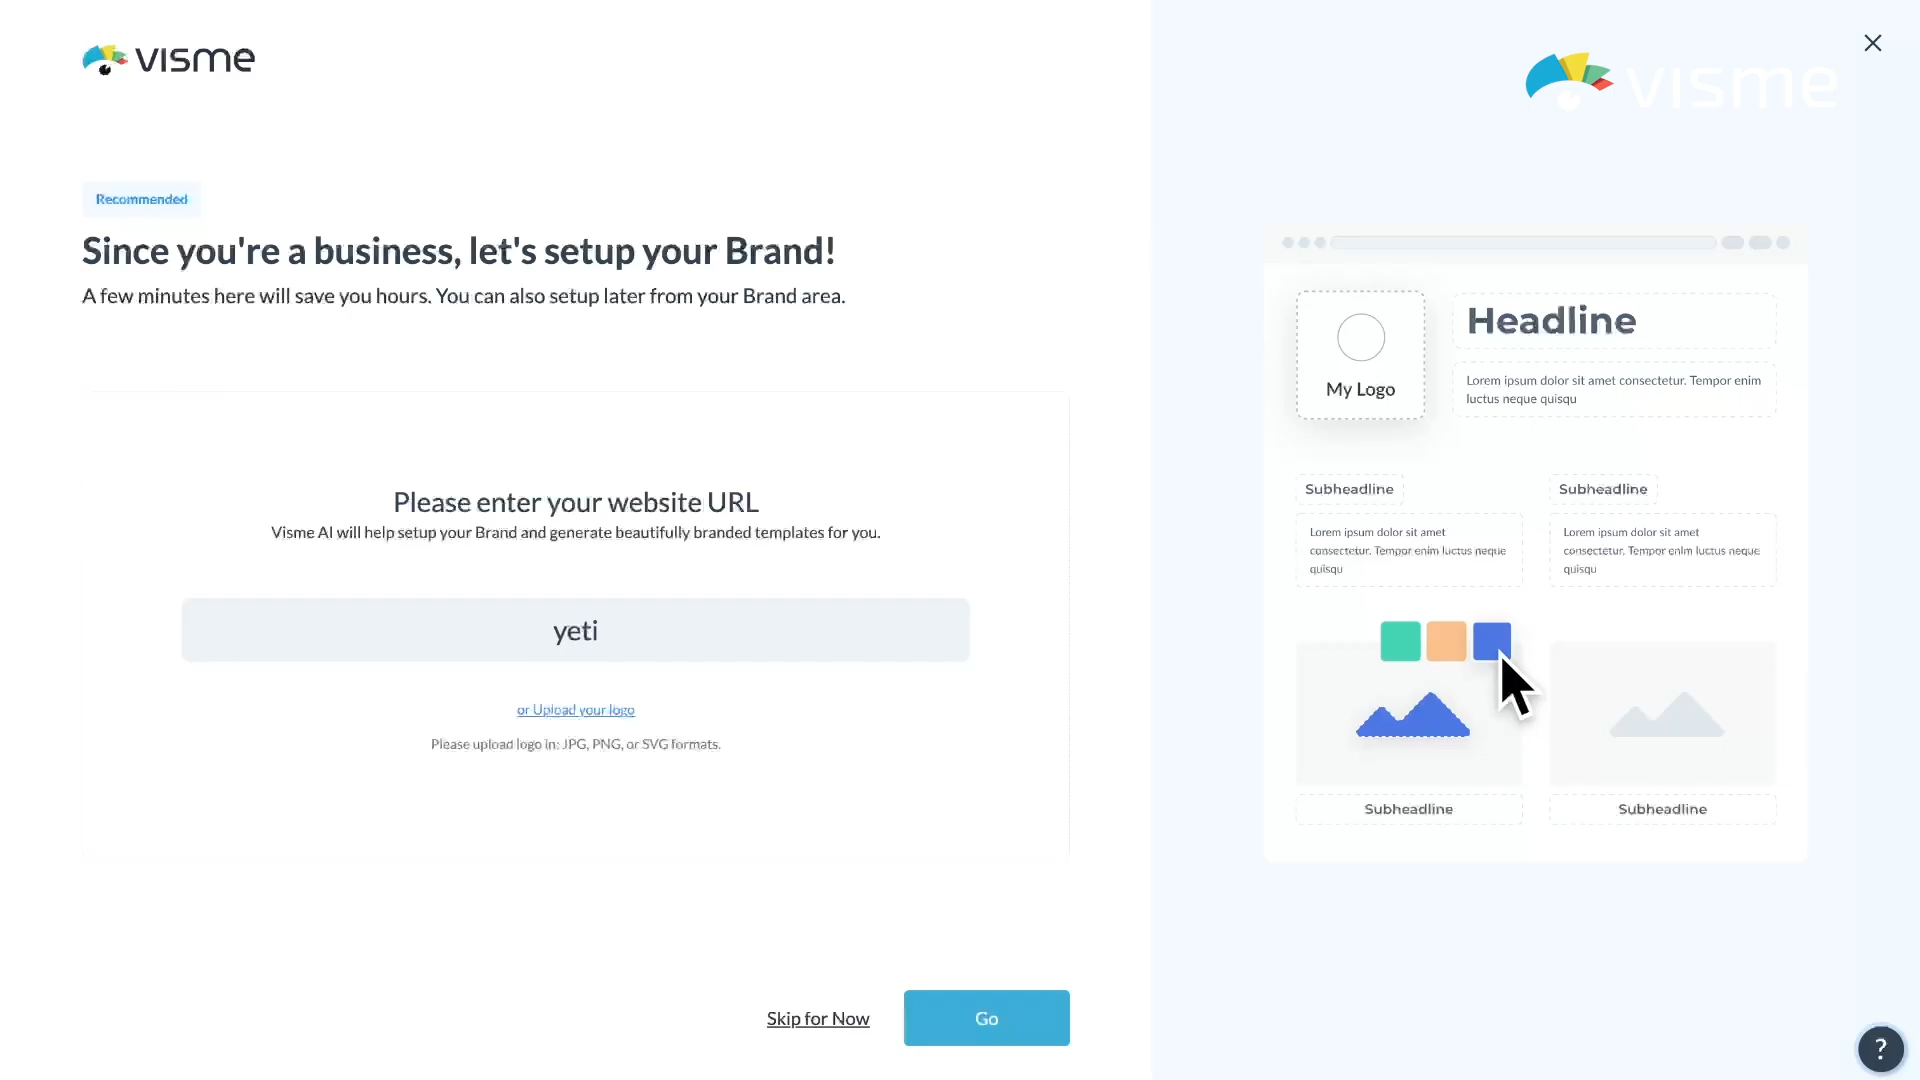 visme
visme
Recommended
Since you're a business, let's setup your Brand!
A few minutes here will save you hours. You can also setup later from your Brand area.
Please enter your website URL
Visme AI will help setup your Brand and generate beautifully branded templates for you.
yeti
or Upload your logo
Please upload logo in: JPG, PNG, or SVG formats.
Skip for Now
Go
My Logo
Headline
Lorem ipsum dolor sit amet consectetur. Tempor enim
luctus neque quisqu
Subheadline
Lorem ipsum dolor sit amet
consectetur. Tempor enim luctus neque
quisqu
Subheadline
Lorem ipsum dolor sit amet
consectetur. Tempor enim luctus neque
quisqu
Subheadline
Subheadline
?